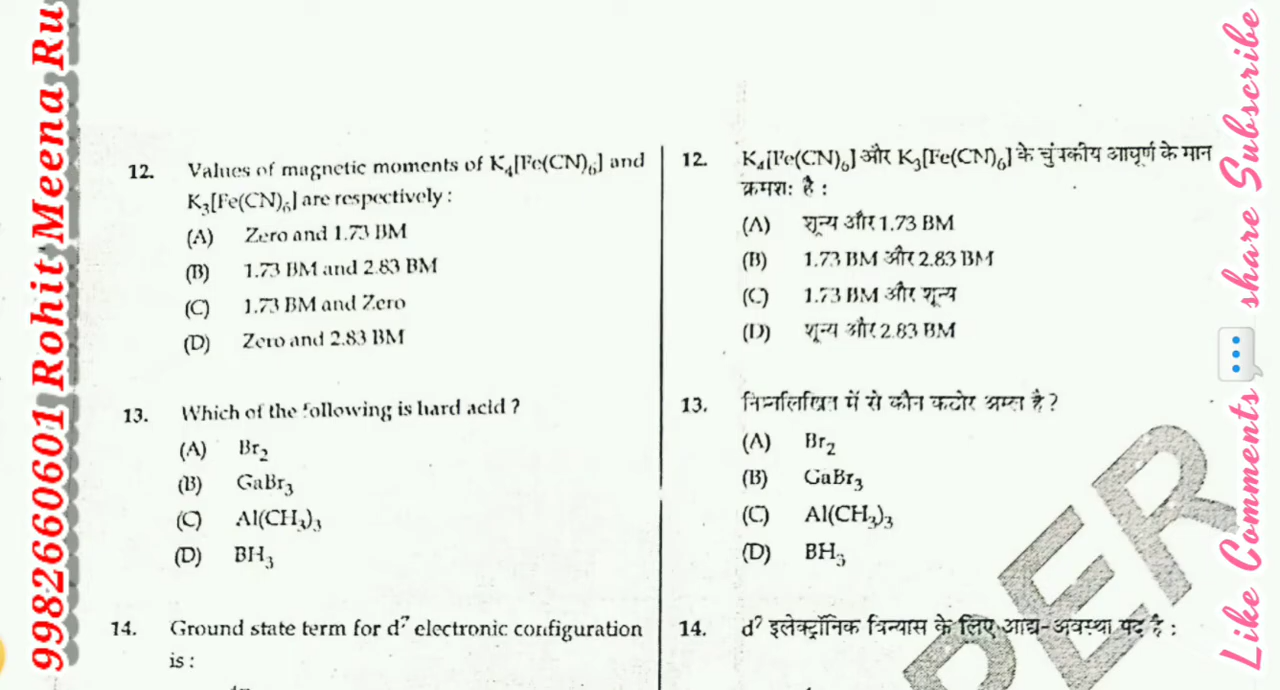 9982660601 Rohit Meena Ru
12. Values of magnetic moments of K₄[Fe(CN)₆] and
K₃[Fe(CN)₆] are respectively :
(A) Zero and 1.73 BM
(B) 1.73 BM and 2.83 BM
(C) 1.73 BM and Zero
(D) Zero and 2.83 BM
13. Which of the following is hard acid ?
(A) Br₂
(B) GaBr₃
(C) Al(CH₃)₃
(D) BH₃
14. Ground state term for d⁷ electronic configuration
is :
12. K₄[Fe(CN)₆] और K₃[Fe(CN)₆] के चुंबकीय आघूर्ण के मान
क्रमशः है :
(A) शून्य और 1.73 BM
(B) 1.73 BM और 2.83 BM
(C) 1.73 BM और शून्य
(D) शून्य और 2.83 BM
13. निम्नलिखित में से कौन कठोर अम्ल है ?
(A) Br₂
(B) GaBr₃
(C) Al(CH₃)₃
(D) BH₃
14. d⁷ इलेक्ट्रॉनिक विन्यास के लिए आद्य-अवस्था पद है :
PER
Like Comments 💬 share Subscribe